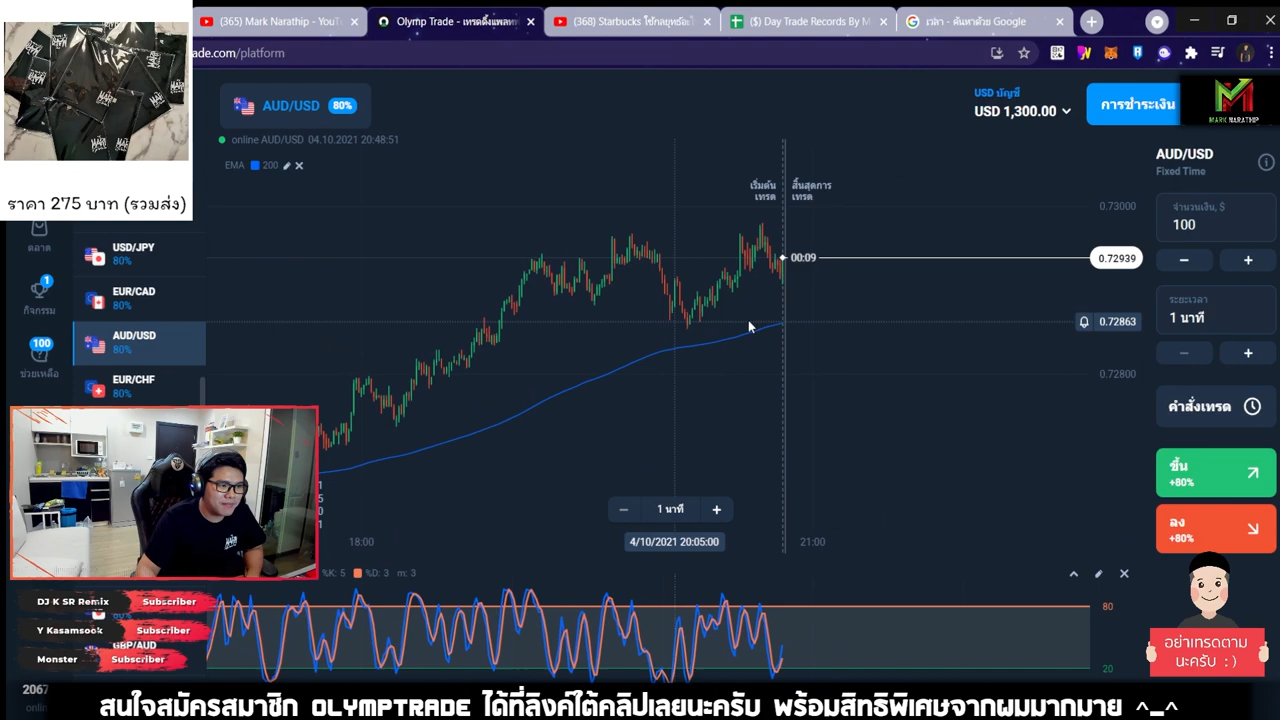 (365) Mark Narathip - YouT
Olymp Trade - เทรดดิ้งแพลทฟ
(368) Starbucks ใช้กลยุทธ์อะไ
($) Day Trade Records By M
เวลา - ค้นหาด้วย Google
ade.com/platform
ราคา 275 บาท (รวมส่ง)
AUD/USD 80%
USD บัญชี
USD 1,300.00
การชำระเงิน
MARK NARATHIP
online AUD/USD 04.10.2021 20:48:51
EMA 200
เริ่มต้น
เทรด
สิ้นสุดการ
เทรด
AUD/USD
Fixed Time
จำนวนเงิน, $
100
ระยะเวลา
1 นาที
คำสั่งเทรด
ขึ้น
+80%
ลง
+80%
0.73000
00:09
0.72939
0.72863
0.72800
ตลาด
1
กิจกรรม
100
ช่วยเหลือ
USD/JPY
80%
EUR/CAD
80%
AUD/USD
80%
EUR/CHF
80%
1 นาที
18:00
4/10/2021 20:05:00
21:00
%K: 5 %D: 3 m: 3
80
20
DJ K SR Remix Subscriber
Y Kasamsook Subscriber
GBP/AUD
Monster Subscriber
2067
อย่าเทรดตาม
นะครับ : )
สนใจสมัครสมาชิก OLYMPTRADE ได้ที่ลิงค์ใต้คลิปเลยนะครับ พร้อมสิทธิพิเศษจากผมมากมาย ^_^